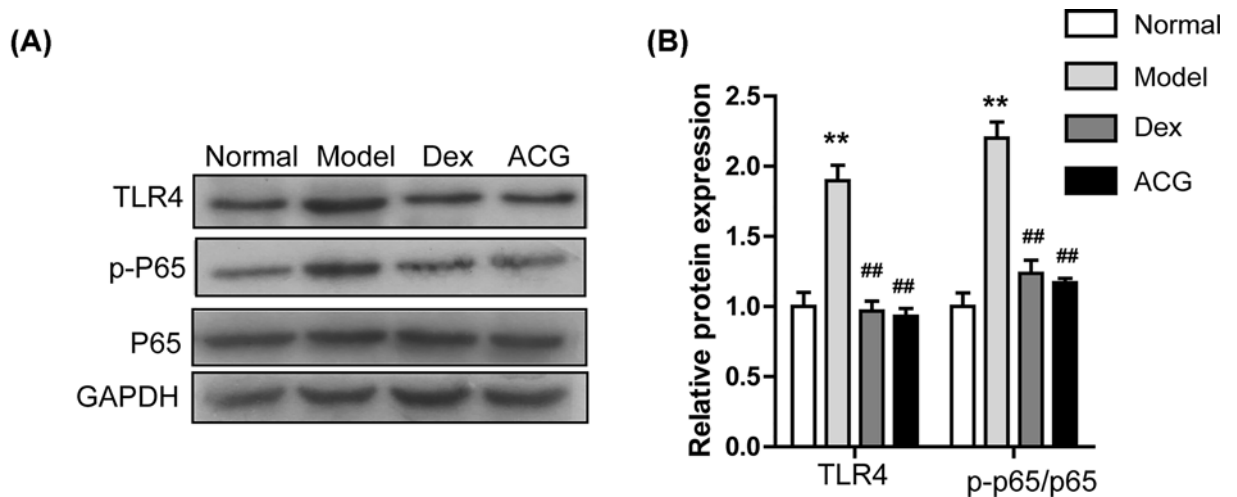 (A)
Normal Model Dex ACG
TLR4
p-P65
P65
GAPDH
(B)
Normal
Model
Dex
ACG
Relative protein expression
2.5
2.0
1.5
1.0
0.5
0.0
**
##
##
**
##
##
TLR4
p-p65/p65